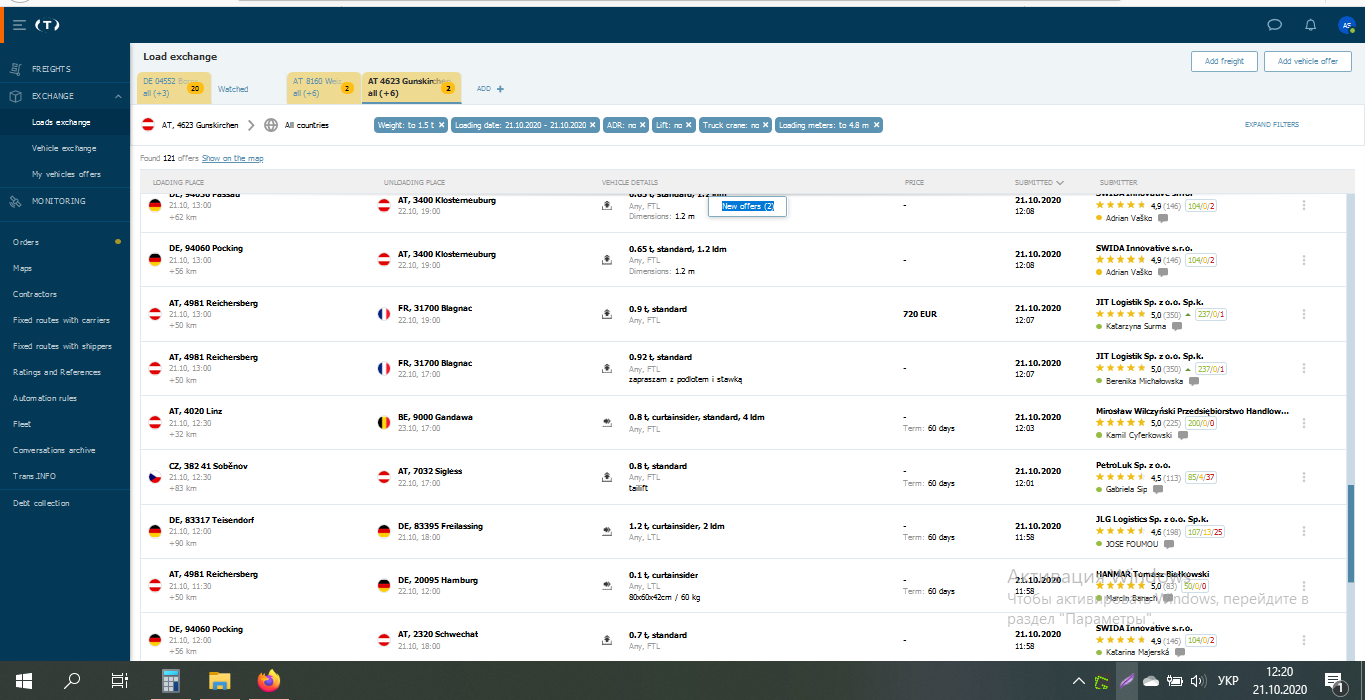 (T)
AS
FREIGHTS
EXCHANGE
Loads exchange
Vehicle exchange
My vehicles offers
MONITORING
Orders
Maps
Contractors
Fixed routes with carriers
Fixed routes with shippers
Ratings and References
Automation rules
Fleet
Conversations archive
Trans.INFO
Debt collection
Load exchange
Add freight
Add vehicle offer
DE 04552
all (+3)
20
Watched
AT 8160
all (+6)
2
AT 4623 Gunskirchen
all (+6)
2
ADD +
AT, 4623 Gunskirchen
All countries
Weight: to 1.5 t ×
Loading date: 21.10.2020 - 21.10.2020 ×
ADR: no ×
Lift: no ×
Truck crane: no ×
Loading meters: to 4.8 m ×
EXPAND FILTERS
Found 121 offers Show on the map
LOADING PLACE UNLOADING PLACE VEHICLE DETAILS PRICE SUBMITTED SUBMITTER
New offers (2)
DE, 94036 Passau
21.10, 13:00
+62 km
AT, 3400 Klosterneuburg
22.10, 19:00
0.65 t, standard, 1.2 ldm
Any, FTL
Dimensions: 1.2 m
-
21.10.2020
12:08
SWIDA Innovative s.r.o.
4,9 (146) 104/0/2
Adrian Vaško
DE, 94060 Pocking
21.10, 13:00
+56 km
AT, 3400 Klosterneuburg
22.10, 19:00
0.65 t, standard, 1.2 ldm
Any, FTL
Dimensions: 1.2 m
-
21.10.2020
12:08
SWIDA Innovative s.r.o.
4,9 (146) 104/0/2
Adrian Vaško
AT, 4981 Reichersberg
21.10, 13:00
+50 km
FR, 31700 Blagnac
22.10, 19:00
0.9 t, standard
Any, FTL
720 EUR
21.10.2020
12:07
JIT Logistik Sp. z o.o. Sp.k.
5,0 (350) 237/0/1
Katarzyna Surma
AT, 4981 Reichersberg
21.10, 13:00
+50 km
FR, 31700 Blagnac
22.10, 17:00
0.92 t, standard
Any, FTL
zapraszam z podlotem i stawką
-
21.10.2020
12:07
JIT Logistik Sp. z o.o. Sp.k.
5,0 (350) 237/0/1
Berenika Michałowska
AT, 4020 Linz
21.10, 12:30
+32 km
BE, 9000 Gandawa
23.10, 17:00
0.8 t, curtainsider, standard, 4 ldm
Any, FTL
-
Term: 60 days
21.10.2020
12:03
Mirosław Wilczyński Przedsiębiorstwo Handlow...
5,0 (225) 200/0/0
Kamil Cyferkowski
CZ, 382 41 Soběnov
21.10, 12:30
+83 km
AT, 7032 Sigless
22.10, 17:00
0.8 t, standard
Any, FTL
taillift
-
Term: 60 days
21.10.2020
12:01
PetroLuk Sp. z o.o.
4,5 (113) 85/4/37
Gabriela Sip
DE, 83317 Teisendorf
21.10, 12:00
+90 km
DE, 83395 Freilassing
21.10, 18:00
1.2 t, curtainsider, 2 ldm
Any, LTL
-
Term: 60 days
21.10.2020
11:58
JLG Logistics Sp. z o.o. Sp.k.
4,6 (198) 107/13/25
JOSE FOUMOU
AT, 4981 Reichersberg
21.10, 11:30
+50 km
DE, 20095 Hamburg
22.10, 12:00
0.1 t, curtainsider
Any, LTL
80x60x42cm / 60 kg
-
Term: 60 days
21.10.2020
11:58
HANMAR Tomasz Białkowski
5,0 (83) 50/0/0
Marcin Banach
DE, 94060 Pocking
21.10, 12:00
+56 km
AT, 2320 Schwechat
21.10, 18:00
0.7 t, standard
Any, FTL
-
21.10.2020
11:58
SWIDA Innovative s.r.o.
4,9 (146) 104/0/2
Katarina Majerská
Активация Windows
Чтобы активировать Windows, перейдите в
раздел "Параметры".
УКР
12:20
21.10.2020
1